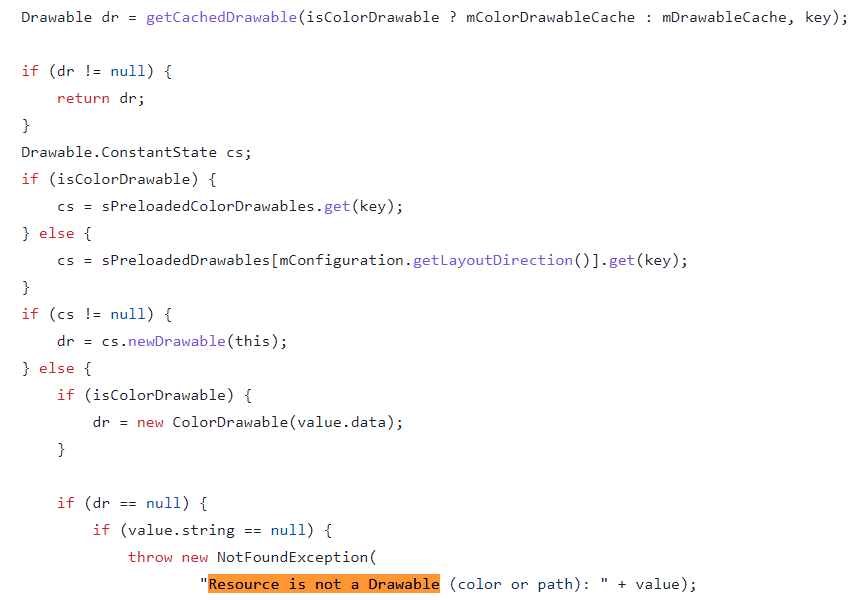 Drawable dr = getCachedDrawable(isColorDrawable ? mColorDrawableCache : mDrawableCache, key);
if (dr != null) {
return dr;
}
Drawable.ConstantState cs;
if (isColorDrawable) {
cs = sPreloadedColorDrawables.get(key);
} else {
cs = sPreloadedDrawables[mConfiguration.getLayoutDirection()].get(key);
}
if (cs != null) {
dr = cs.newDrawable(this);
} else {
if (isColorDrawable) {
dr = new ColorDrawable(value.data);
}
if (dr == null) {
if (value.string == null) {
throw new NotFoundException(
"Resource is not a Drawable (color or path): " + value);